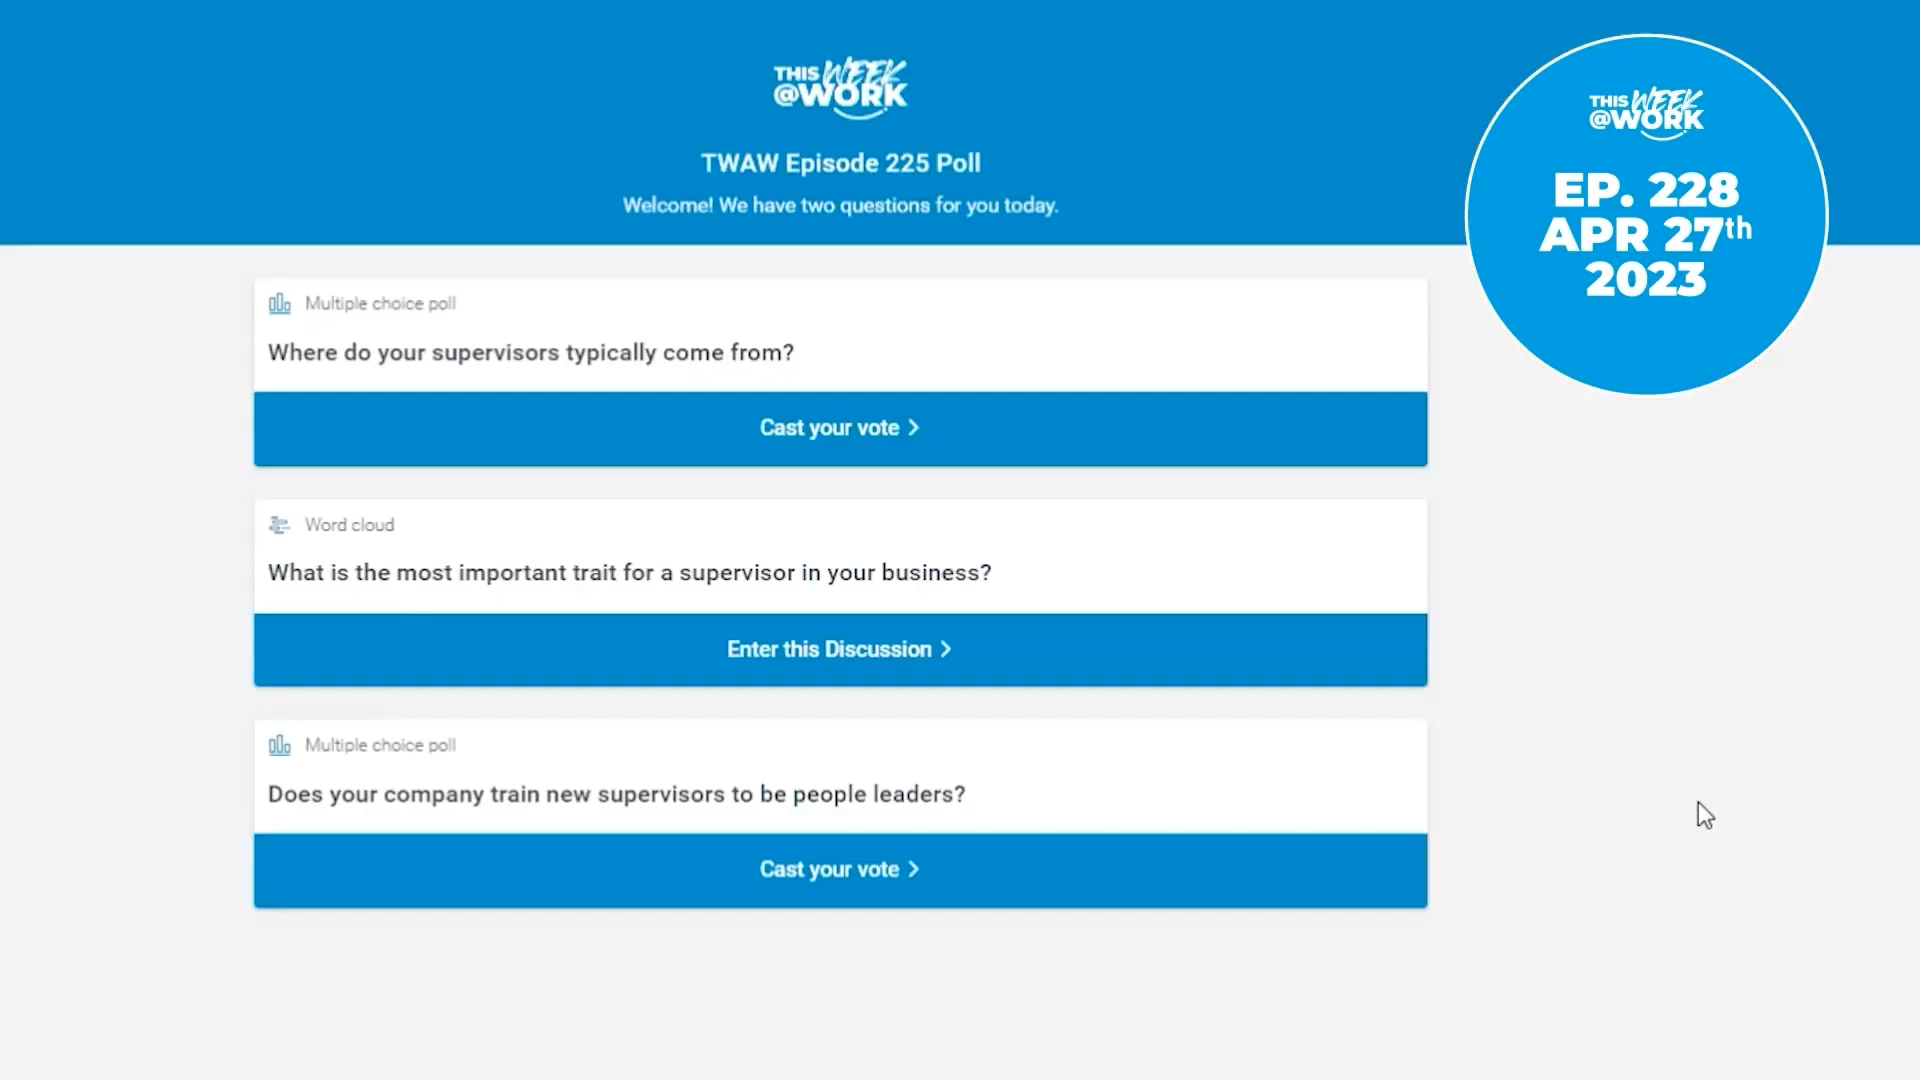 THIS WEEK
@WORK
TWAW Episode 225 Poll
Welcome! We have two questions for you today.
THIS WEEK
@WORK
EP. 228
APR 27th
2023
Multiple choice poll
Where do your supervisors typically come from?
Cast your vote >
Word cloud
What is the most important trait for a supervisor in your business?
Enter this Discussion >
Multiple choice poll
Does your company train new supervisors to be people leaders?
Cast your vote >